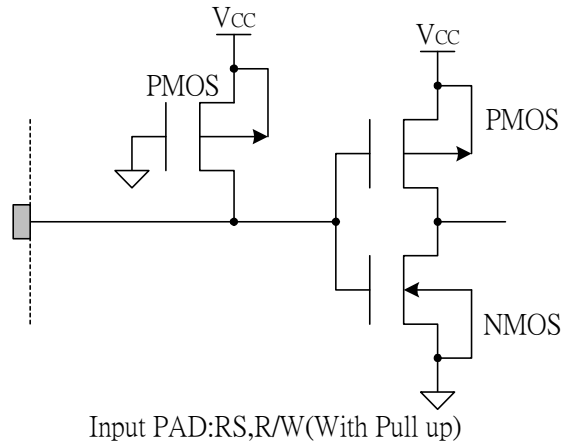 VCC
VCC
PMOS
PMOS
NMOS
Input PAD:RS,R/W(With Pull up)